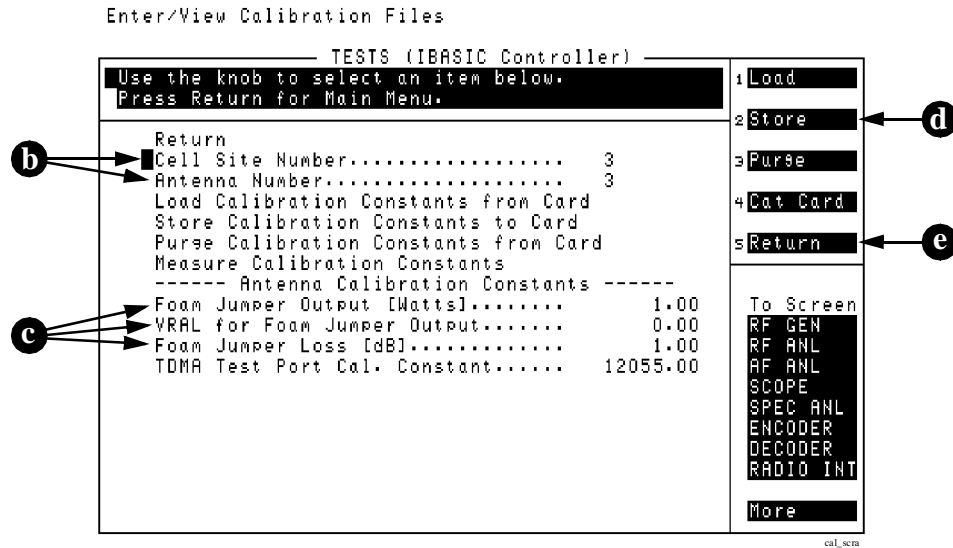 Enter/View Calibration Files
TESTS (IBASIC Controller)
Use the knob to select an item below.
Press Return for Main Menu.
Return
Cell Site Number.................. 3
Antenna Number.................... 3
Load Calibration Constants from Card
Store Calibration Constants to Card
Purge Calibration Constants from Card
Measure Calibration Constants
------ Antenna Calibration Constants ------
Foam Jumper Output [Watts]........ 1.00
VRAL for Foam Jumper Output....... 0.00
Foam Jumper Loss [dB]............. 1.00
TDMA Test Port Cal. Constant...... 12055.00
b
c
1 Load
2 Store
3 Purge
4 Cat Card
5 Return
d
e
To Screen
RF GEN
RF ANL
AF ANL
SCOPE
SPEC ANL
ENCODER
DECODER
RADIO INT
More
cal_scra